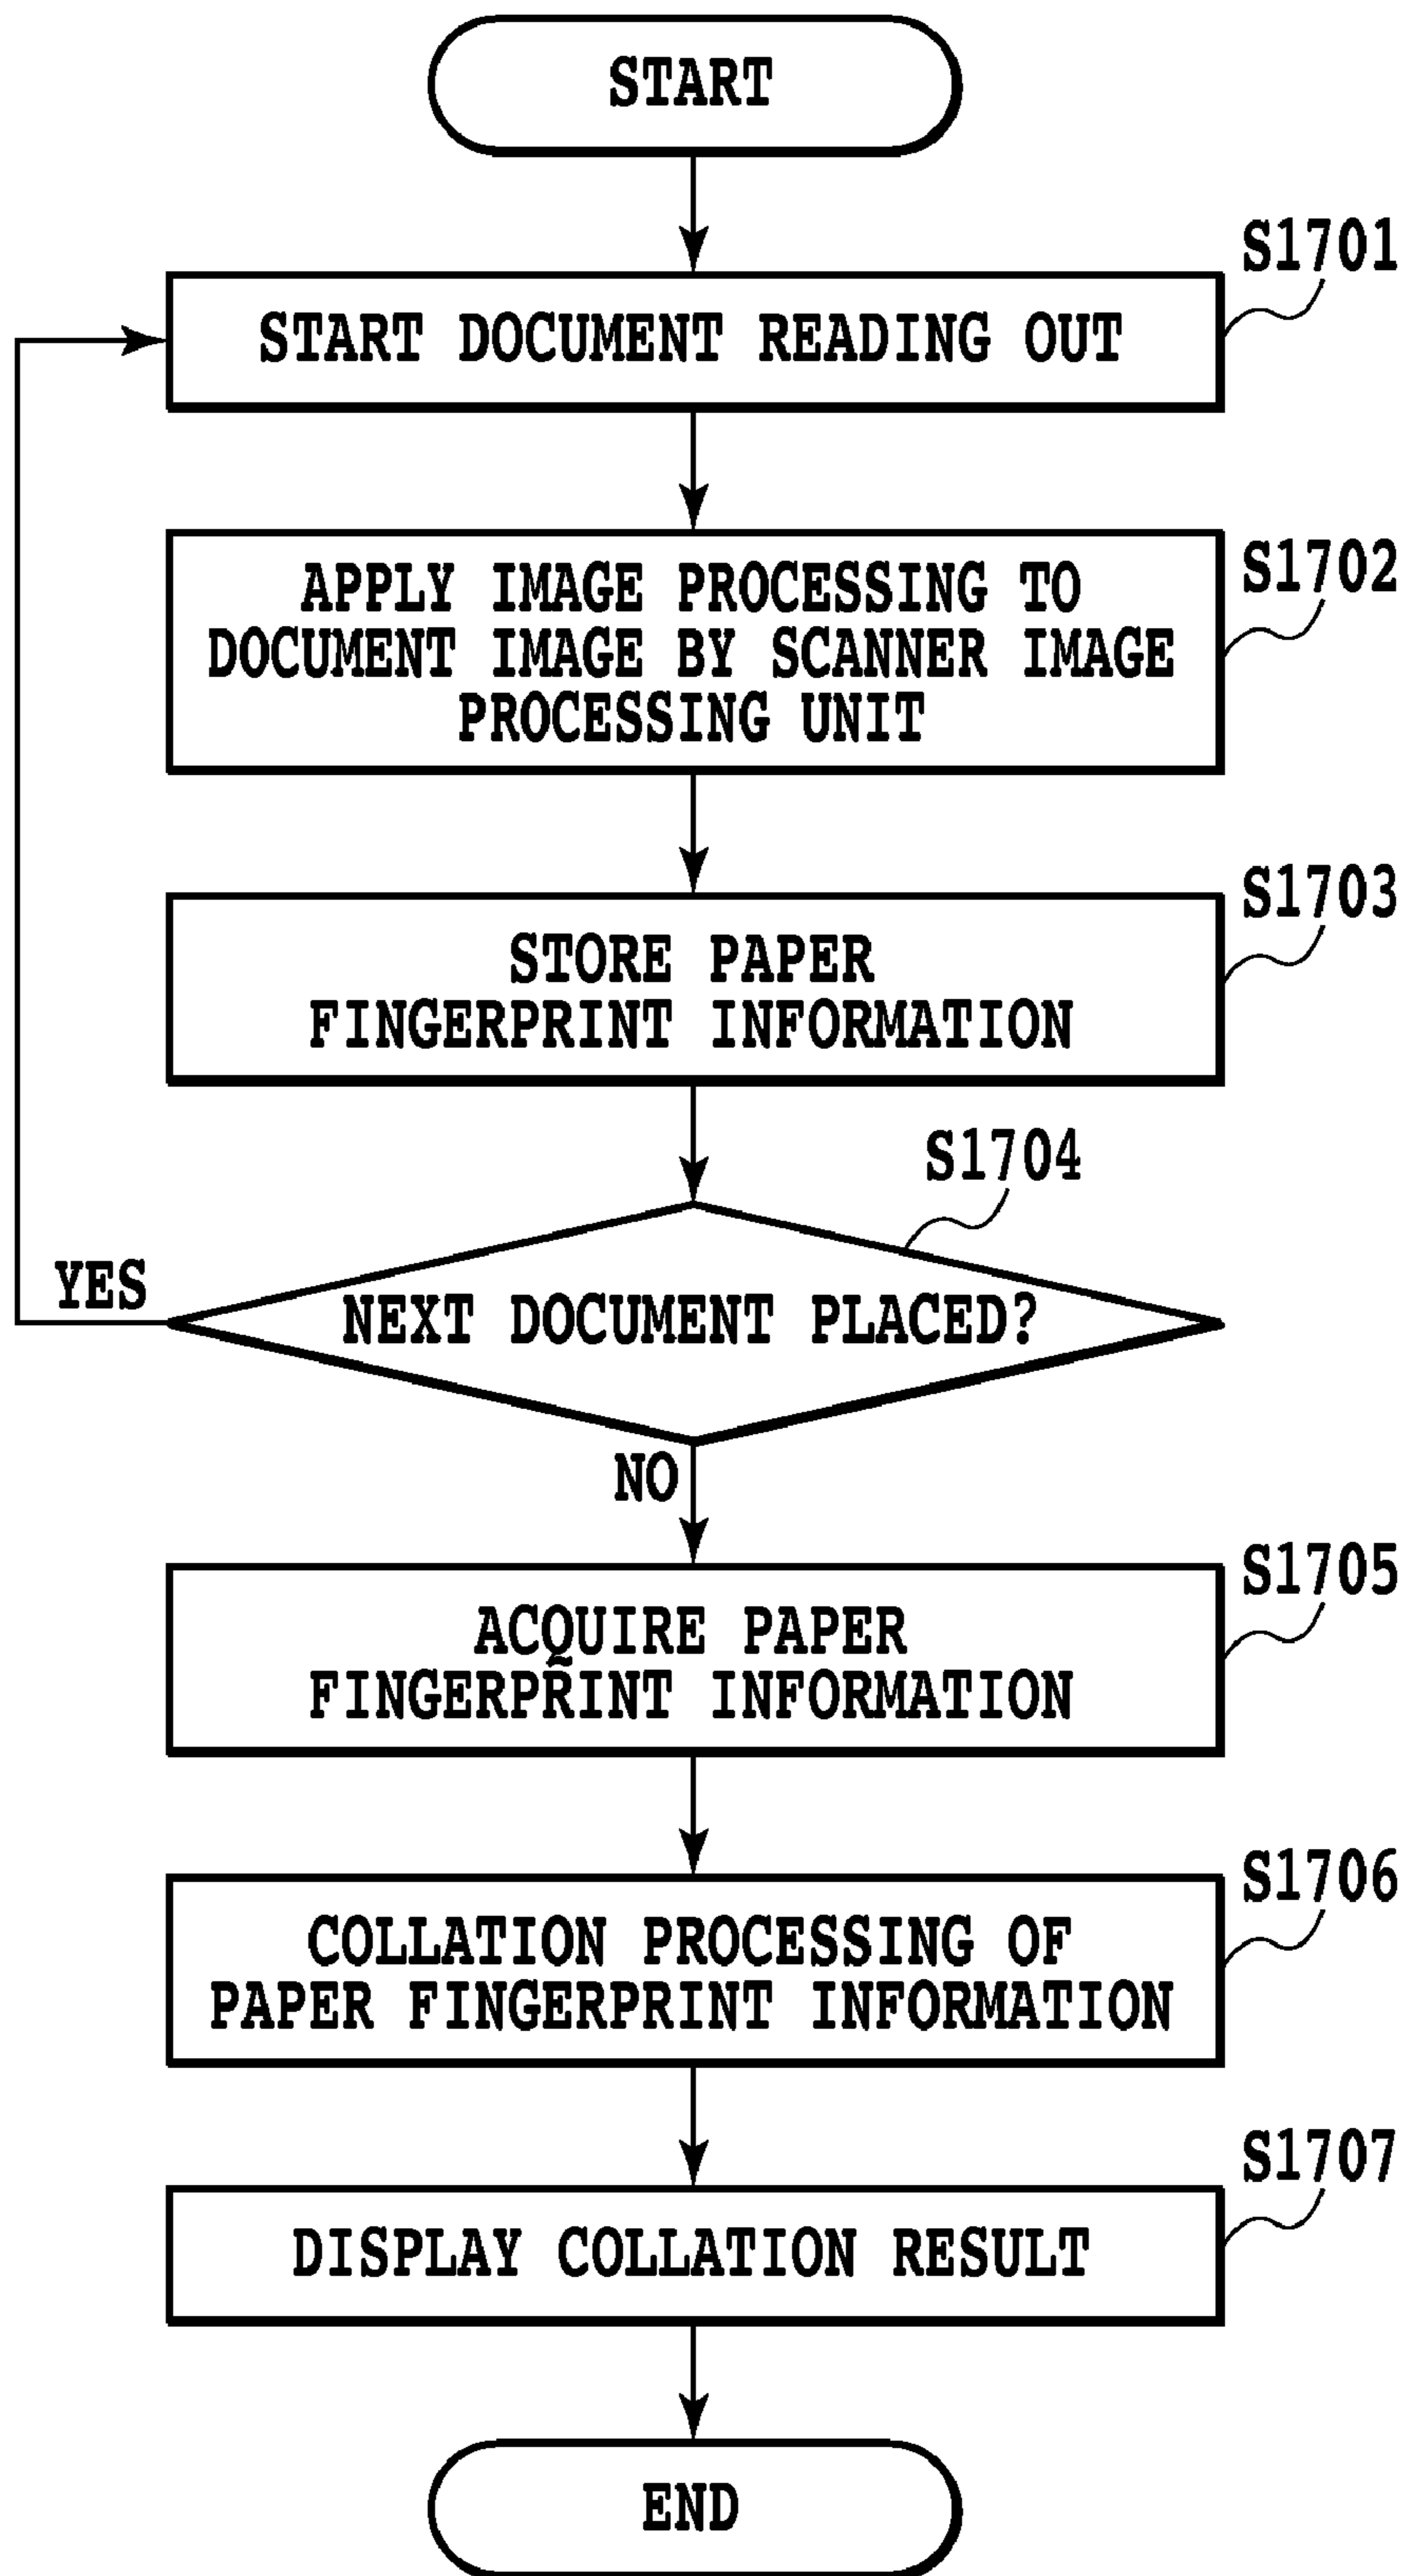 START
S1701
START DOCUMENT READING OUT
S1702
APPLY IMAGE PROCESSING TO
DOCUMENT IMAGE BY SCANNER IMAGE
PROCESSING UNIT
S1703
STORE PAPER
FINGERPRINT INFORMATION
S1704
YES
NEXT DOCUMENT PLACED?
NO
S1705
ACQUIRE PAPER
FINGERPRINT INFORMATION
S1706
COLLATION PROCESSING OF
PAPER FINGERPRINT INFORMATION
S1707
DISPLAY COLLATION RESULT
END